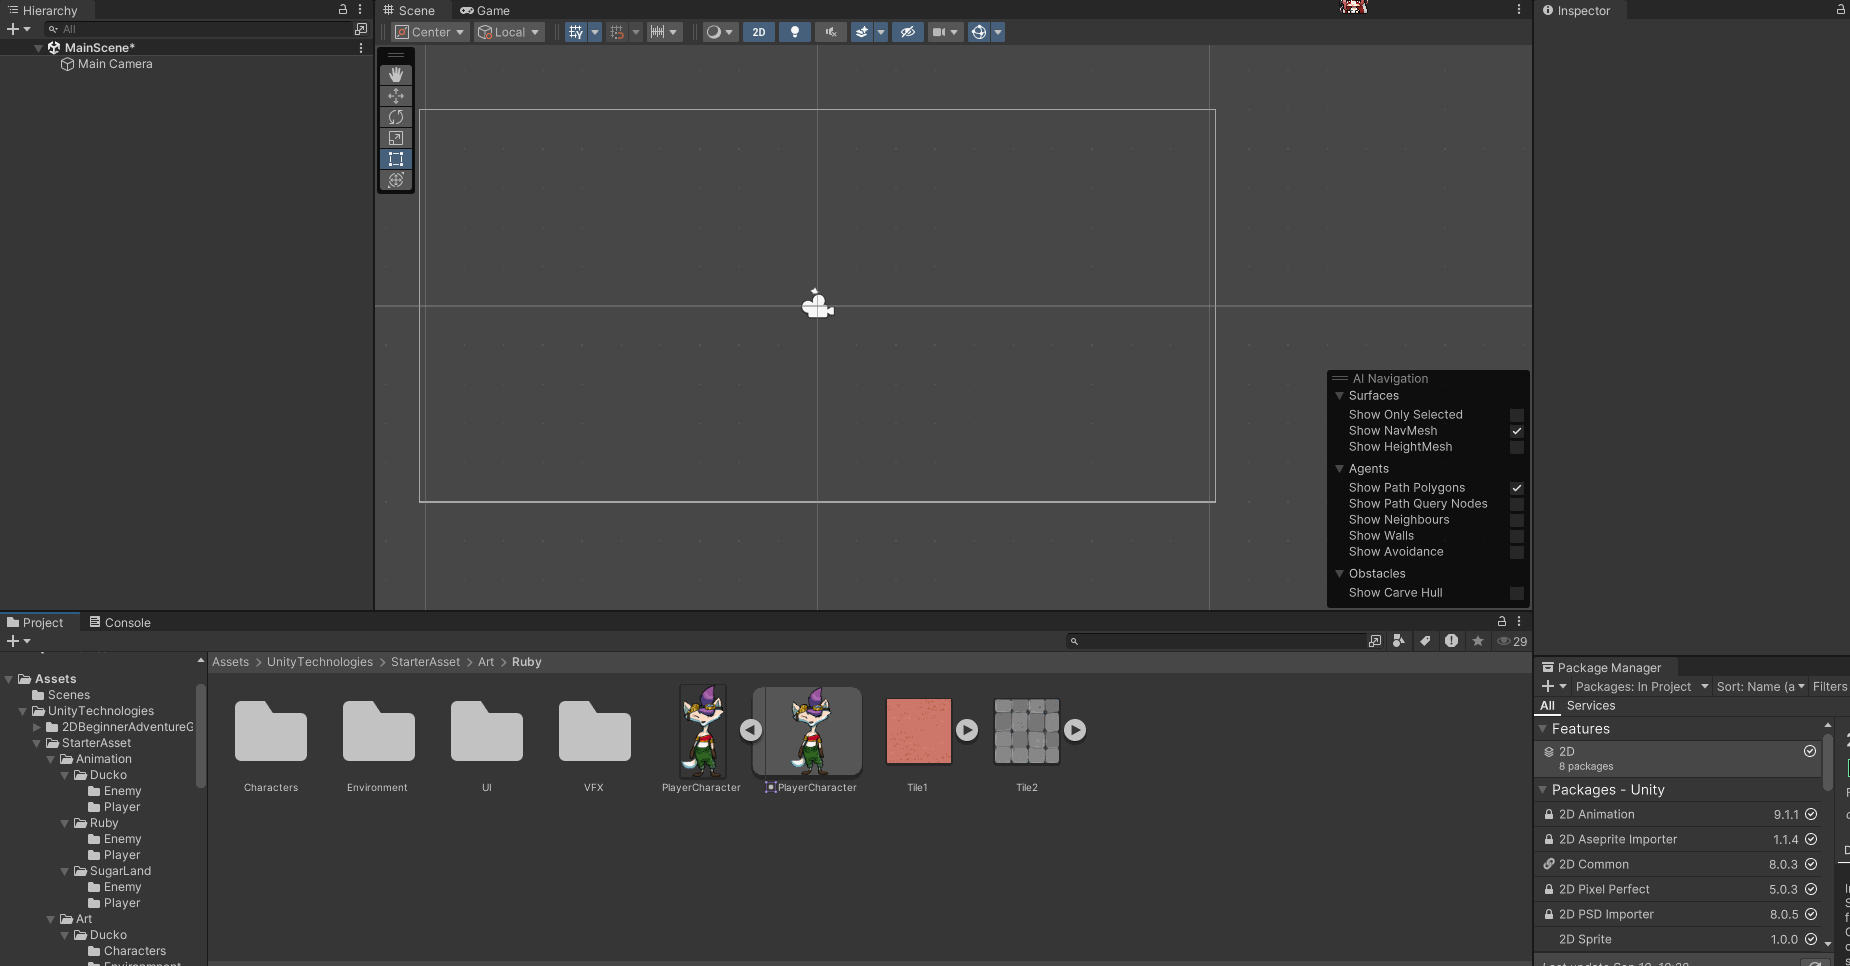 Hierarchy
All
MainScene*
Main Camera
Scene
Game
Center
Local
2D
AI Navigation
Surfaces
Show Only Selected
Show NavMesh
Show HeightMesh
Agents
Show Path Polygons
Show Path Query Nodes
Show Neighbours
Show Walls
Show Avoidance
Obstacles
Show Carve Hull
Inspector
Project
Console
29
Assets
Scenes
UnityTechnologies
2DBeginnerAdventureG
StarterAsset
Animation
Ducko
Enemy
Player
Ruby
Enemy
Player
SugarLand
Enemy
Player
Art
Ducko
Characters
Assets > UnityTechnologies > StarterAsset > Art > Ruby
Characters
Environment
UI
VFX
PlayerCharacter
PlayerCharacter
Tile1
Tile2
Package Manager
Packages: In Project
Sort: Name (a
Filters
All
Services
Features
2D
8 packages
Packages - Unity
2D Animation 9.1.1
2D Aseprite Importer 1.1.4
2D Common 8.0.3
2D Pixel Perfect 5.0.3
2D PSD Importer 8.0.5
2D Sprite 1.0.0